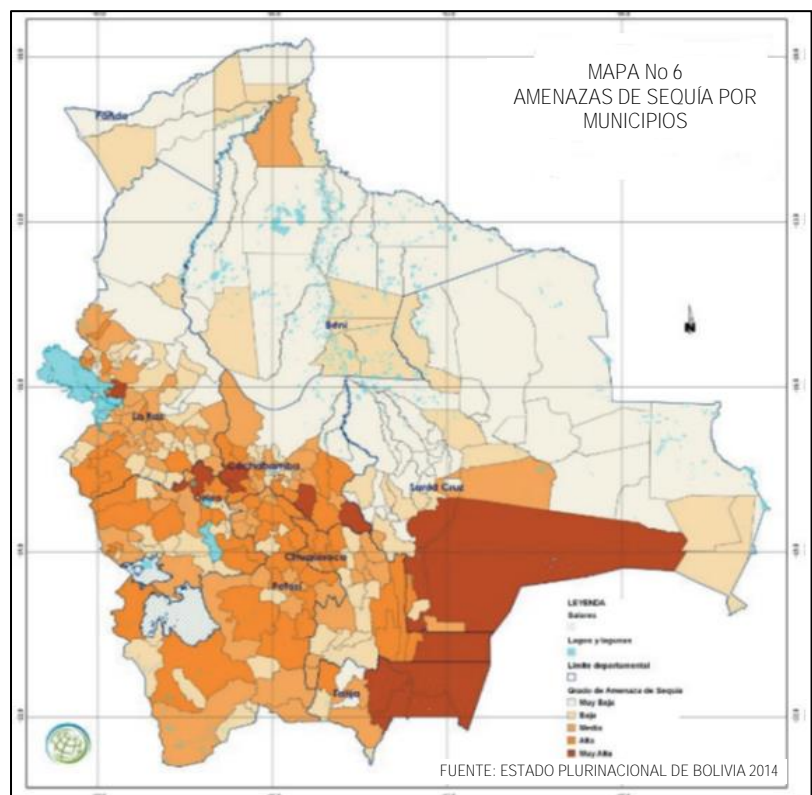 MAPA No 6
AMENAZAS DE SEQUÍA POR
MUNICIPIOS
Pando
Beni
La Paz
Cochabamba
Oruro
Santa Cruz
Chuquisaca
Potosi
Tarija
N
LEYENDA
Salares
Lagos y lagunas
Límite departamental
Grado de Amenaza de Sequía
Muy Baja
Baja
Media
Alta
Muy Alta
FUENTE: ESTADO PLURINACIONAL DE BOLIVIA 2014